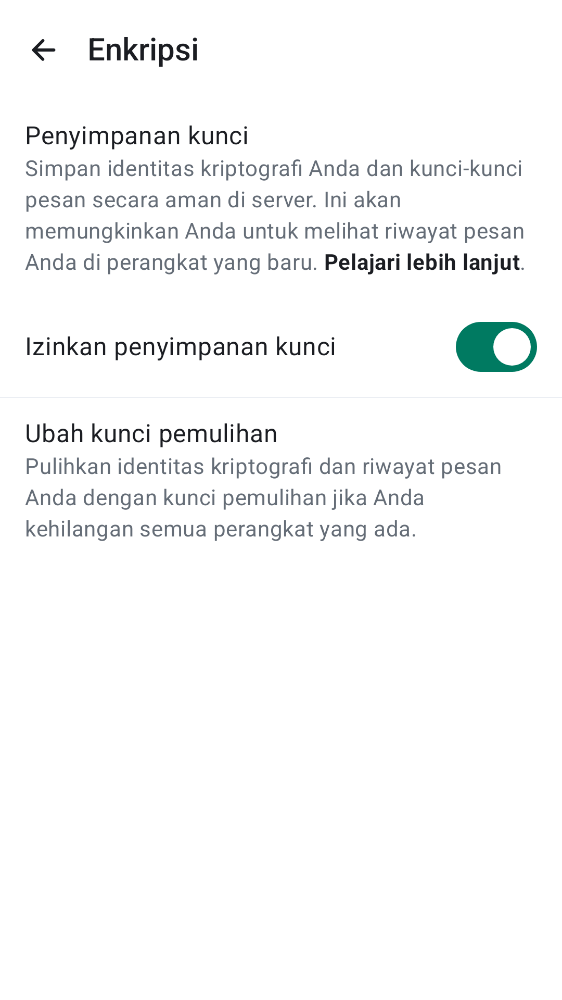 Enkripsi
Penyimpanan kunci
Simpan identitas kriptografi Anda dan kunci-kunci
pesan secara aman di server. Ini akan
memungkinkan Anda untuk melihat riwayat pesan
Anda di perangkat yang baru. Pelajari lebih lanjut.
Izinkan penyimpanan kunci
Ubah kunci pemulihan
Pulihkan identitas kriptografi dan riwayat pesan
Anda dengan kunci pemulihan jika Anda
kehilangan semua perangkat yang ada.